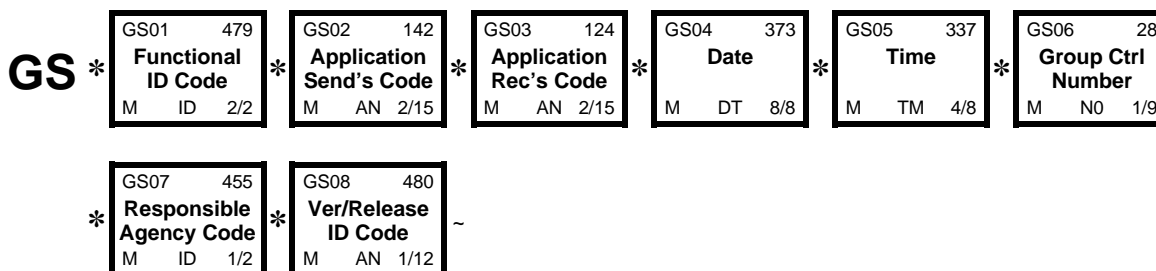 GS01 479 GS02 142 GS03 124 GS04 373 GS05 337 GS06 28
GS * Functional ID Code * Application Send's Code * Application Rec's Code * Date * Time * Group Ctrl Number
M ID 2/2 M AN 2/15 M AN 2/15 M DT 8/8 M TM 4/8 M N0 1/9
GS07 455 GS08 480
* Responsible Agency Code * Ver/Release ID Code ~
M ID 1/2 M AN 1/12